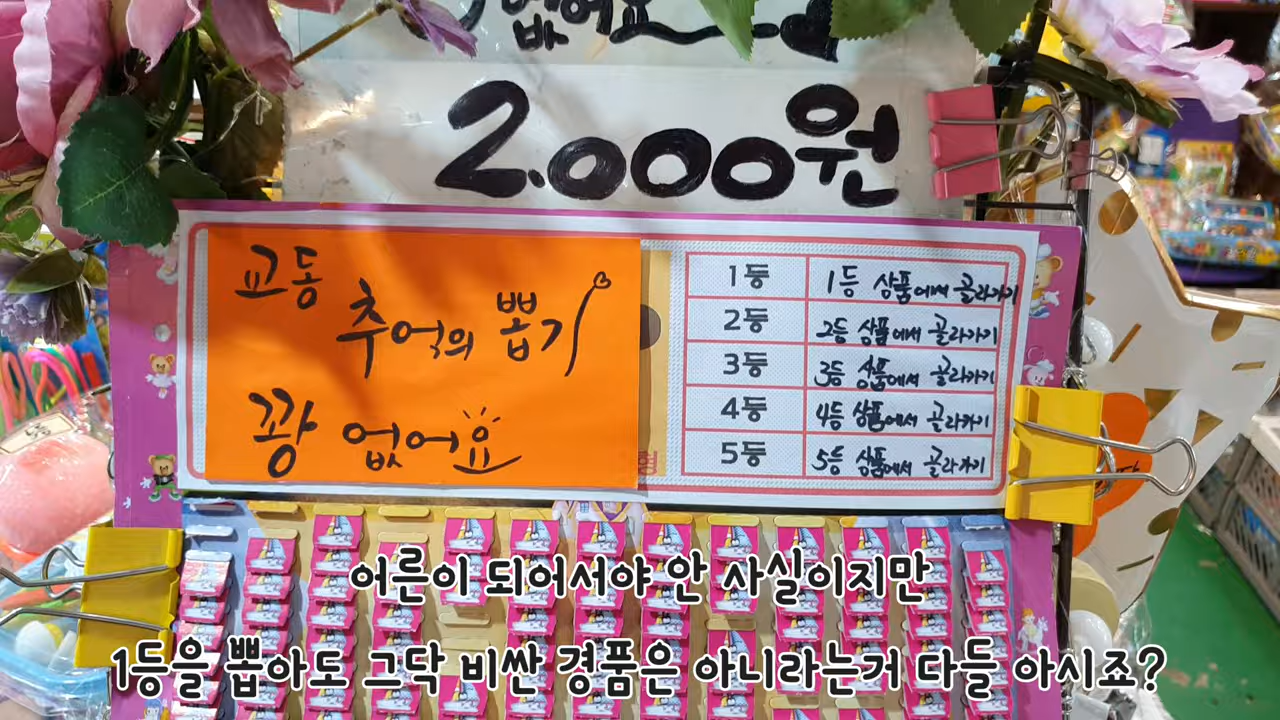 없어요
2.000원
교동
추억의 뽑기
꽝 없어요
1등 1등 상품에서 골라가기
2등 2등 상품에서 골라가기
3등 3등 상품에서 골라가기
4등 4등 상품에서 골라가기
5등 5등 상품에서 골라가기
어른이 되어서야 안 사실이지만
1등을 뽑아도 그닥 비싼 경품은 아니라는거 다들 아시죠?